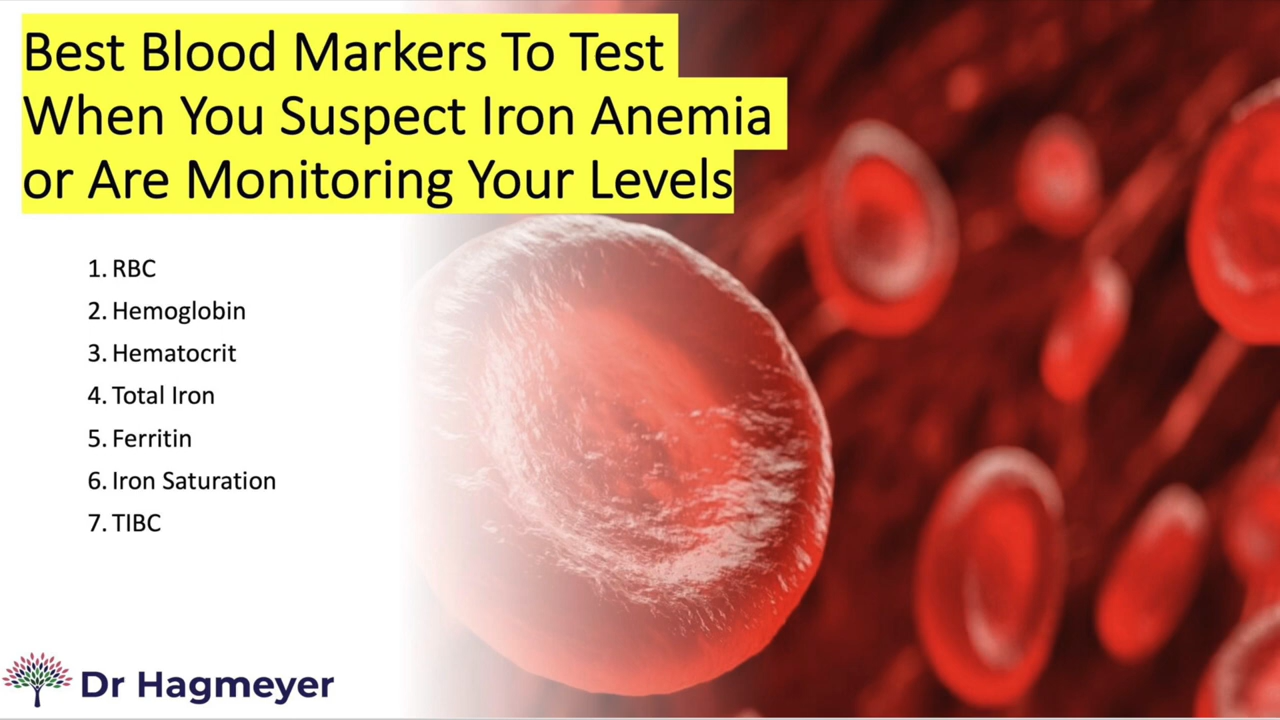 Best Blood Markers To Test
When You Suspect Iron Anemia
or Are Monitoring Your Levels
1. RBC
2. Hemoglobin
3. Hematocrit
4. Total Iron
5. Ferritin
6. Iron Saturation
7. TIBC
Dr Hagmeyer